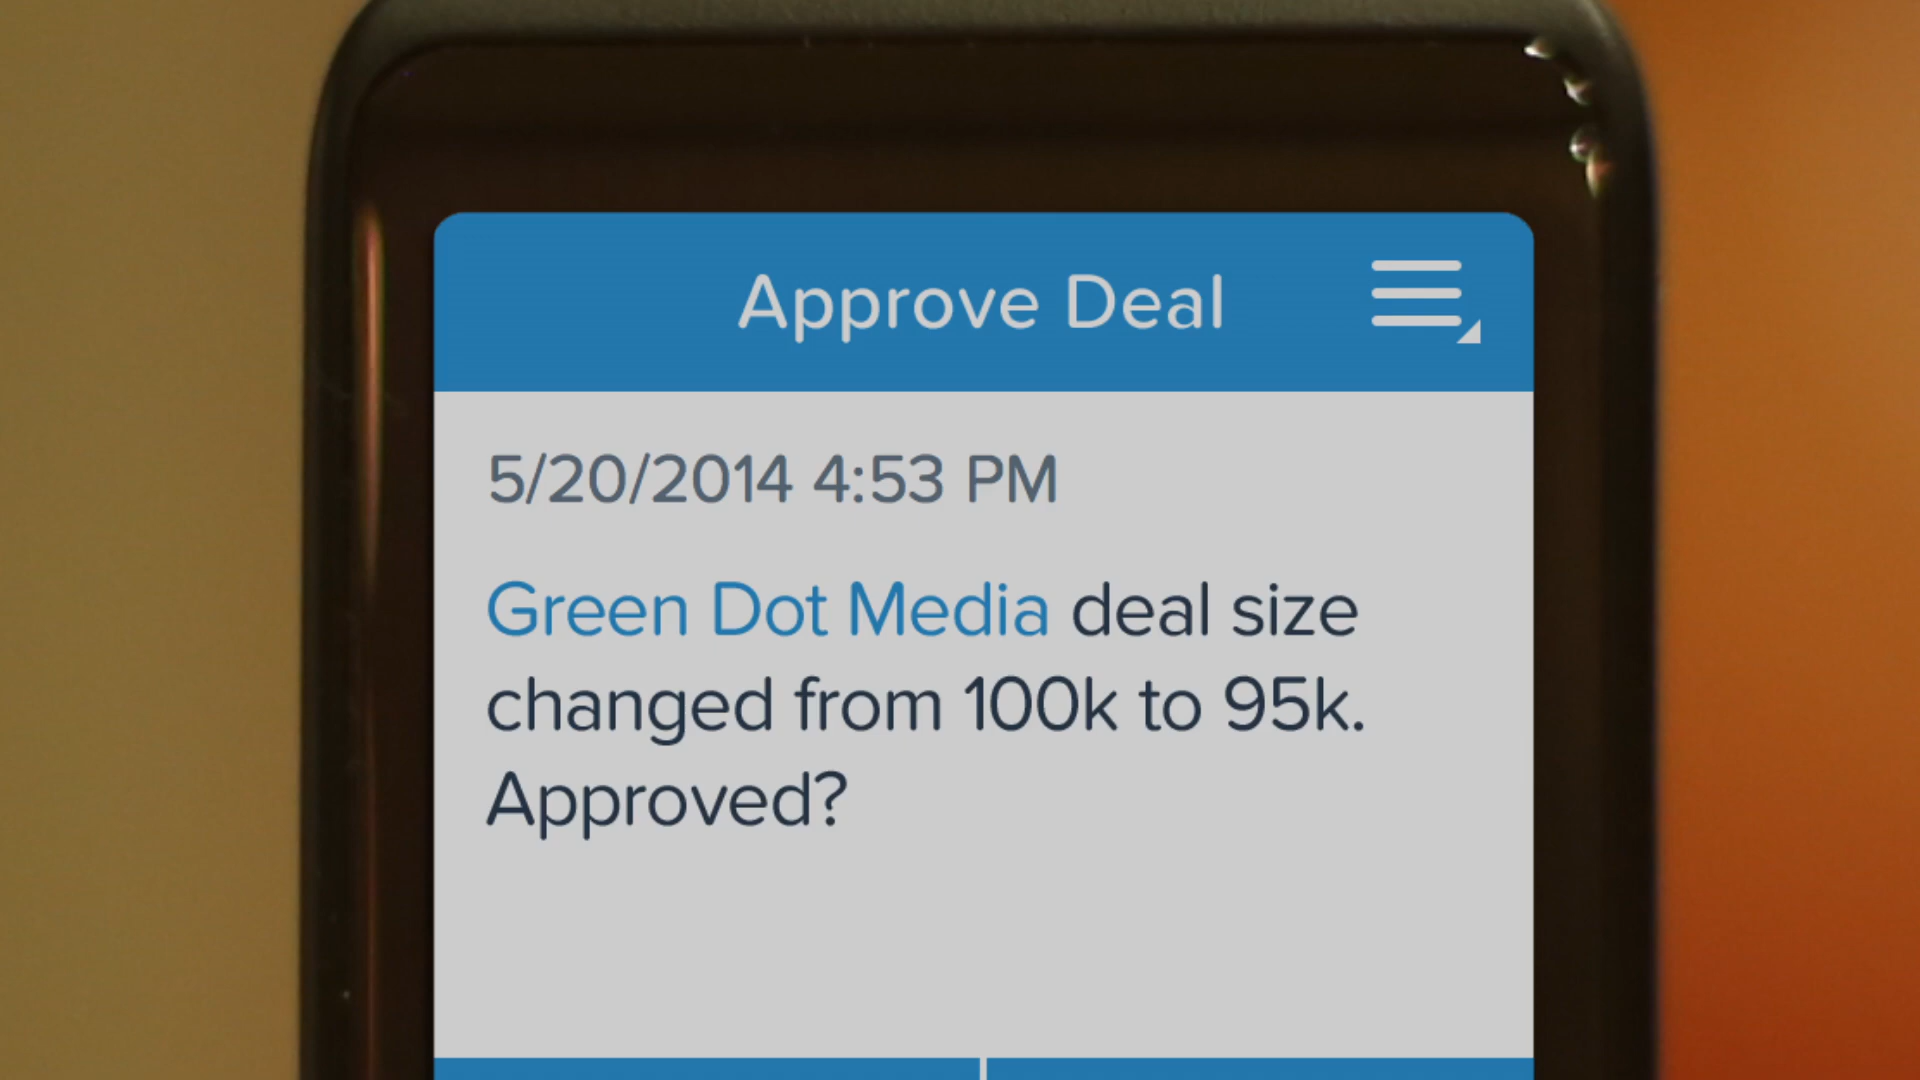 Approve Deal
5/20/2014 4:53 PM
Green Dot Media deal size
changed from 100k to 95k.
Approved?